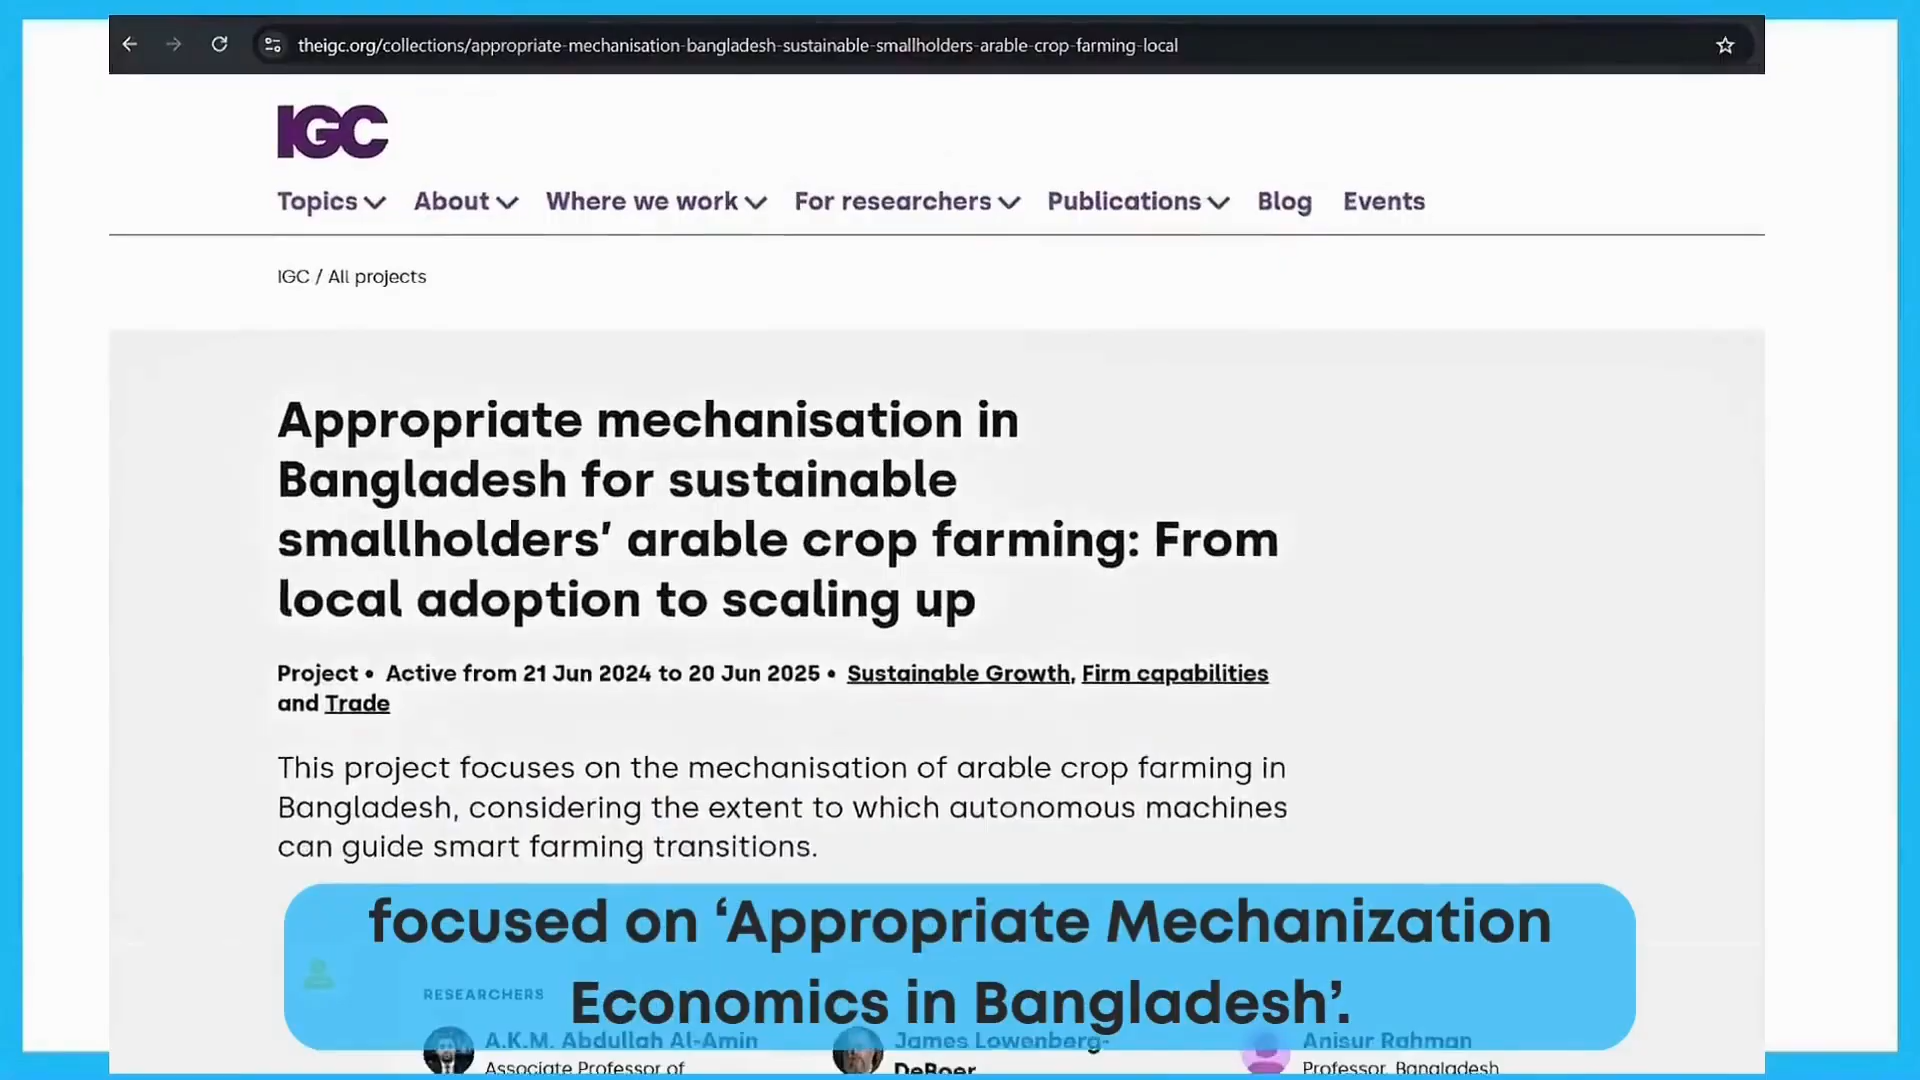 theigc.org/collections/appropriate-mechanisation-bangladesh-sustainable-smallholders-arable-crop-farming-local
IGC
Topics About Where we work For researchers Publications Blog Events
IGC / All projects
Appropriate mechanisation in
Bangladesh for sustainable
smallholders’ arable crop farming: From
local adoption to scaling up
Project • Active from 21 Jun 2024 to 20 Jun 2025 • Sustainable Growth, Firm capabilities
and Trade
This project focuses on the mechanisation of arable crop farming in
Bangladesh, considering the extent to which autonomous machines
can guide smart farming transitions.
focused on ‘Appropriate Mechanization
Economics in Bangladesh’.
RESEARCHERS
A.K.M. Abdullah Al-Amin
Associate Professor of
James Lowenberg-
DeBoer
Anisur Rahman
Professor, Bangladesh